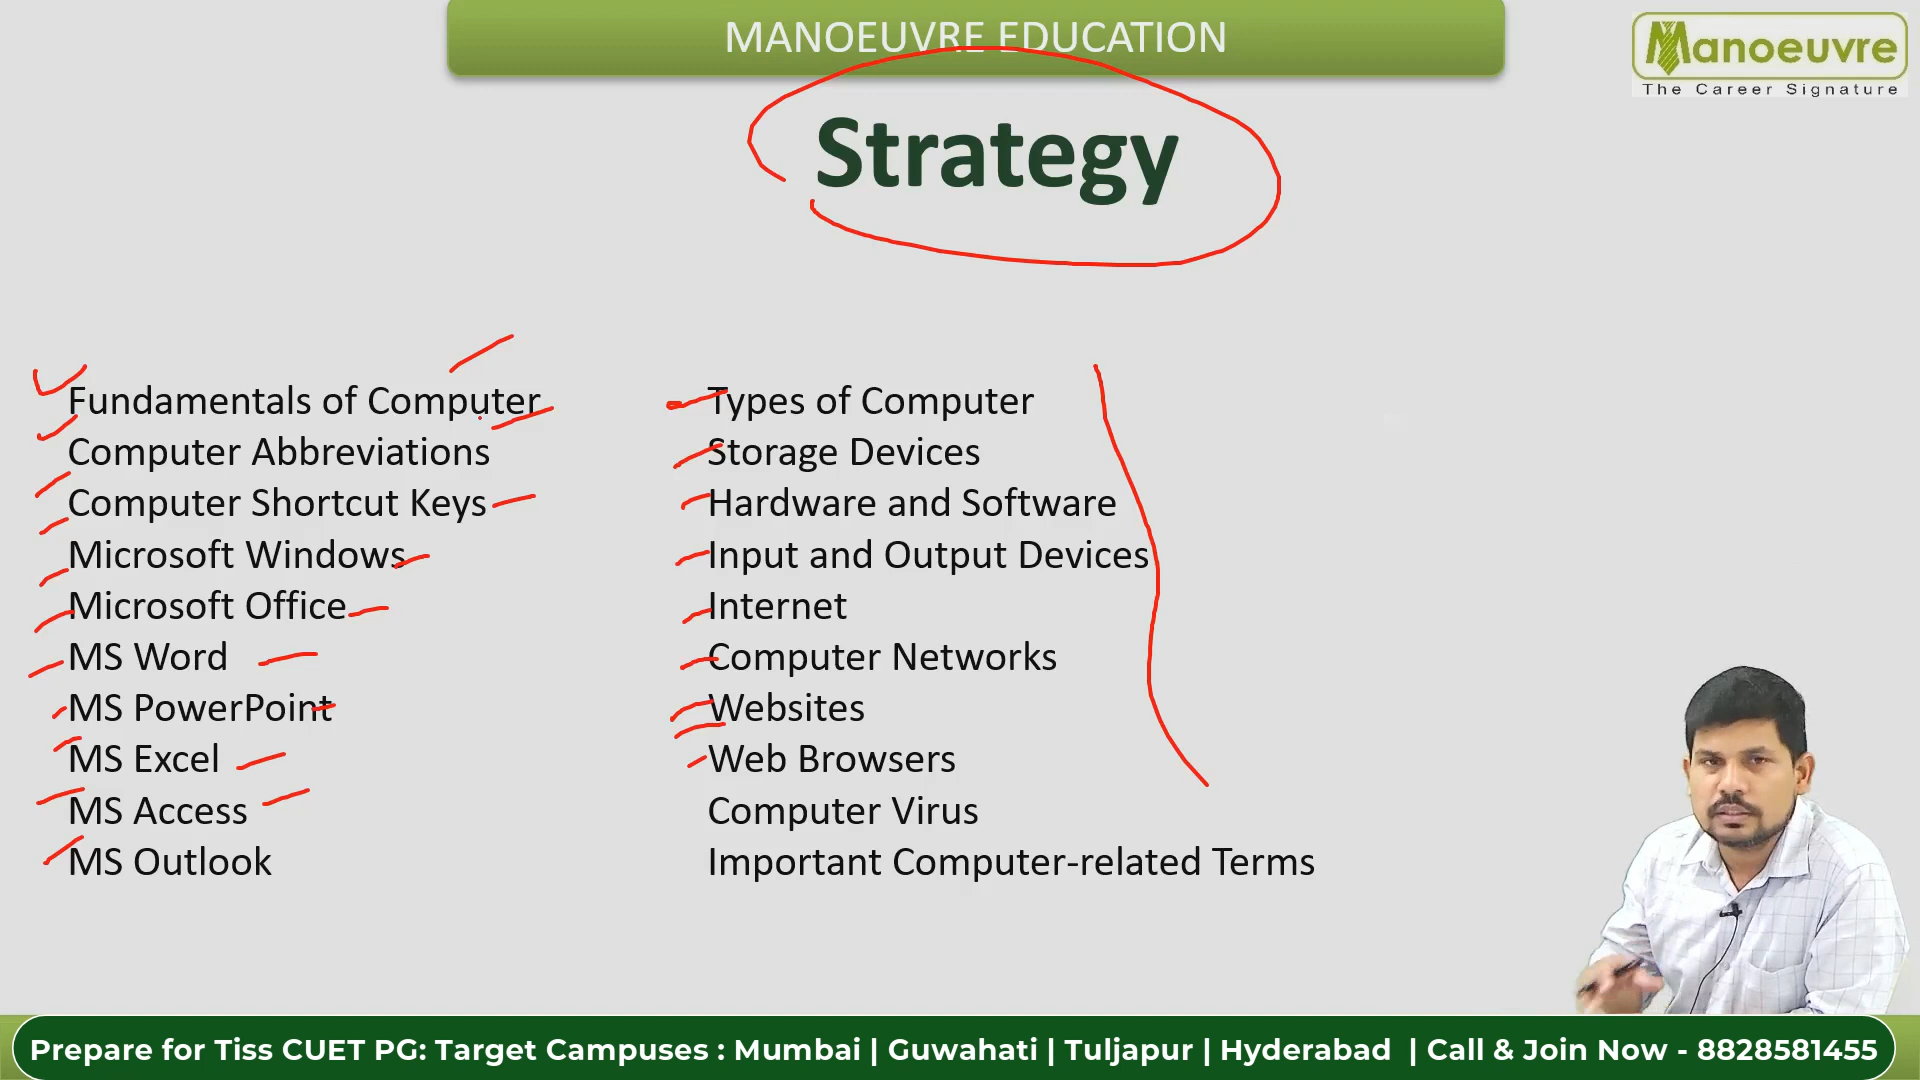 MANOEUVRE EDUCATION
Manoeuvre
The Career Signature
Strategy
Fundamentals of Computer
Computer Abbreviations
Computer Shortcut Keys
Microsoft Windows
Microsoft Office
MS Word
MS PowerPoint
MS Excel
MS Access
MS Outlook
Types of Computer
Storage Devices
Hardware and Software
Input and Output Devices
Internet
Computer Networks
Websites
Web Browsers
Computer Virus
Important Computer-related Terms
Prepare for Tiss CUET PG: Target Campuses : Mumbai | Guwahati | Tuljapur | Hyderabad | Call & Join Now - 8828581455